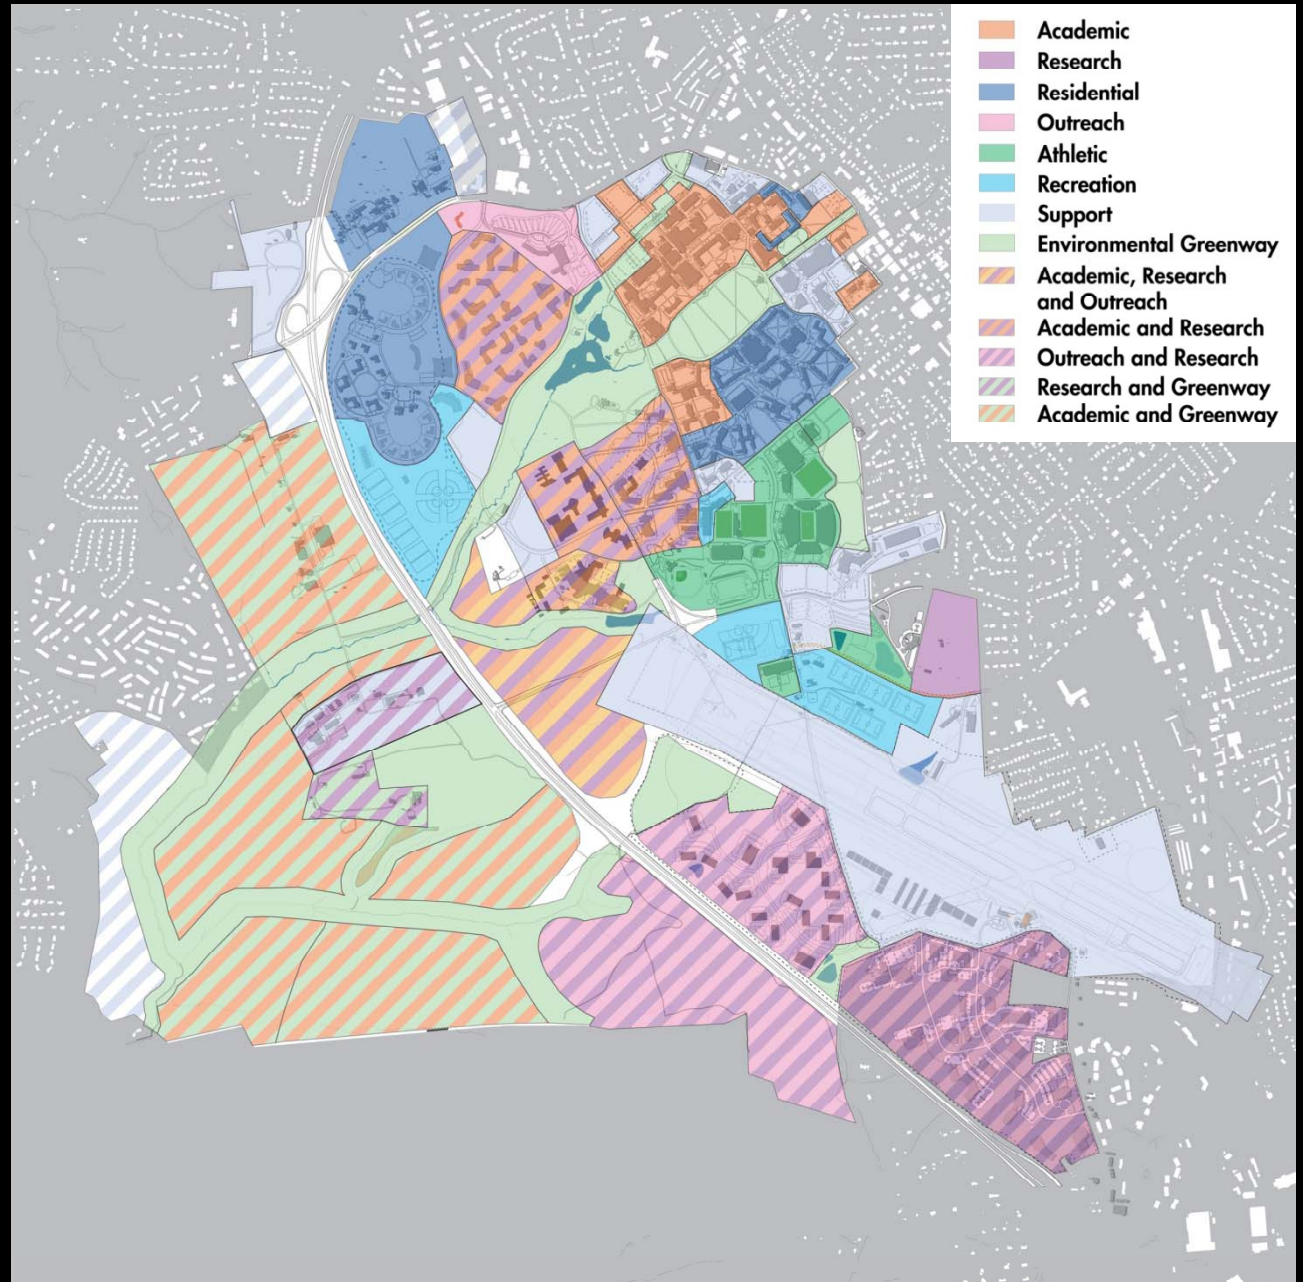 Academic
Research
Residential
Outreach
Athletic
Recreation
Support
Environmental Greenway
Academic, Research
and Outreach
Academic and Research
Outreach and Research
Research and Greenway
Academic and Greenway